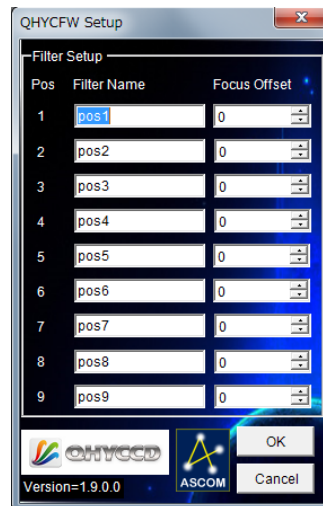 QHYCFW Setup
Filter Setup
Pos Filter Name Focus Offset
1 pos1 0
2 pos2 0
3 pos3 0
4 pos4 0
5 pos5 0
6 pos6 0
7 pos7 0
8 pos8 0
9 pos9 0
QHYCCD
OK
ASCOM
Cancel
Version=1.9.0.0